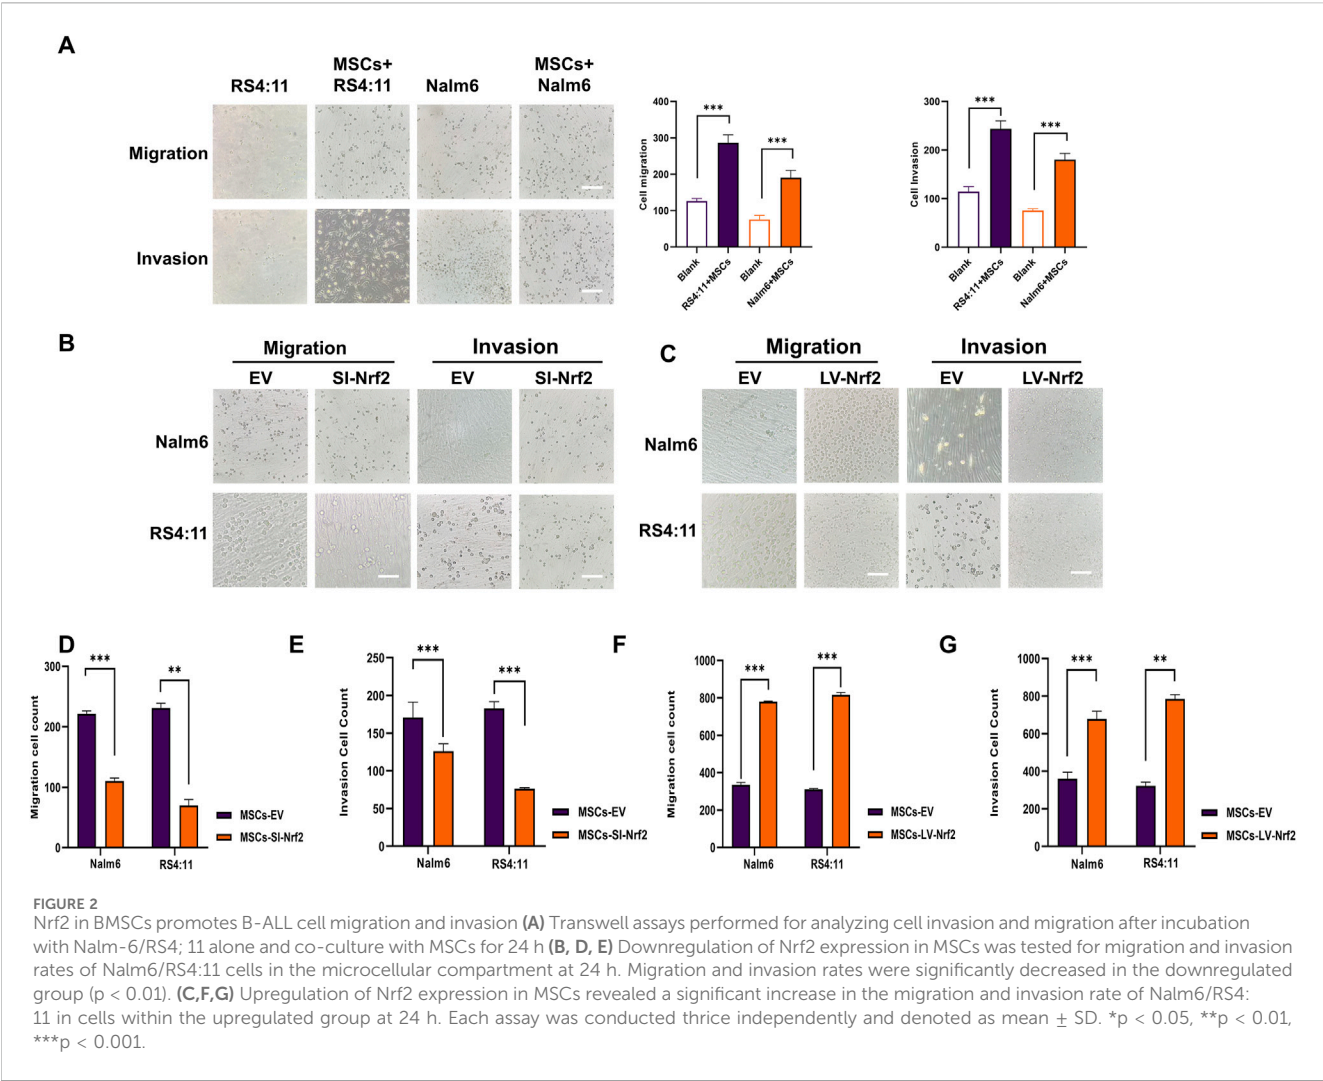 A
RS4:11
MSCs+
RS4:11
Nalm6
MSCs+
Nalm6
Migration
Invasion
400
300
200
100
0
Cell migration
***
***
Blank
RS4:11+MSCs
Blank
Nalm6+MSCs
300
200
100
0
Cell Invasion
***
***
Blank
RS4:11+MSCs
Blank
Nalm6+MSCs
B
Migration
Invasion
EV
SI-Nrf2
EV
SI-Nrf2
Nalm6
RS4:11
C
Migration
Invasion
EV
LV-Nrf2
EV
LV-Nrf2
Nalm6
RS4:11
D
300
200
100
0
Migration cell count
***
**
Nalm6
RS4:11
MSCs-EV
MSCs-SI-Nrf2
E
250
200
150
100
50
0
Invasion Cell Count
***
***
Nalm6
RS4:11
MSCs-EV
MSCs-SI-Nrf2
F
1000
800
600
400
200
0
Migration cell count
***
***
Nalm6
RS4:11
MSCs-EV
MSCs-LV-Nrf2
G
1000
800
600
400
200
0
Invasion Cell Count
***
**
Nalm6
RS4:11
MSCs-EV
MSCs-LV-Nrf2
FIGURE 2
Nrf2 in BMSCs promotes B-ALL cell migration and invasion (A) Transwell assays performed for analyzing cell invasion and migration after incubation
with Nalm-6/RS4; 11 alone and co-culture with MSCs for 24 h (B, D, E) Downregulation of Nrf2 expression in MSCs was tested for migration and invasion
rates of Nalm6/RS4:11 cells in the microcellular compartment at 24 h. Migration and invasion rates were significantly decreased in the downregulated
group (p < 0.01). (C,F,G) Upregulation of Nrf2 expression in MSCs revealed a significant increase in the migration and invasion rate of Nalm6/RS4:
11 in cells within the upregulated group at 24 h. Each assay was conducted thrice independently and denoted as mean ± SD. *p < 0.05, **p < 0.01,
***p < 0.001.